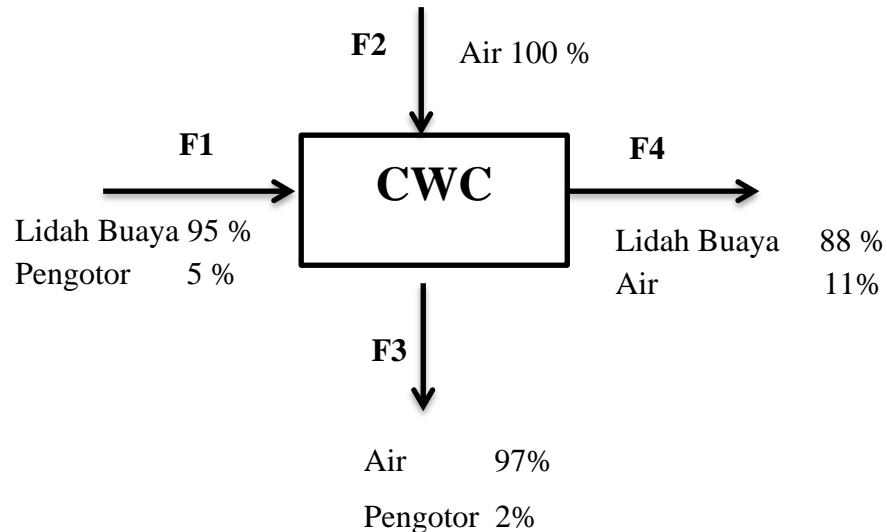 F2
Air 100 %
F1
CWC
F4
Lidah Buaya 95 %
Pengotor 5 %
Lidah Buaya 88 %
Air 11%
F3
Air 97%
Pengotor 2%